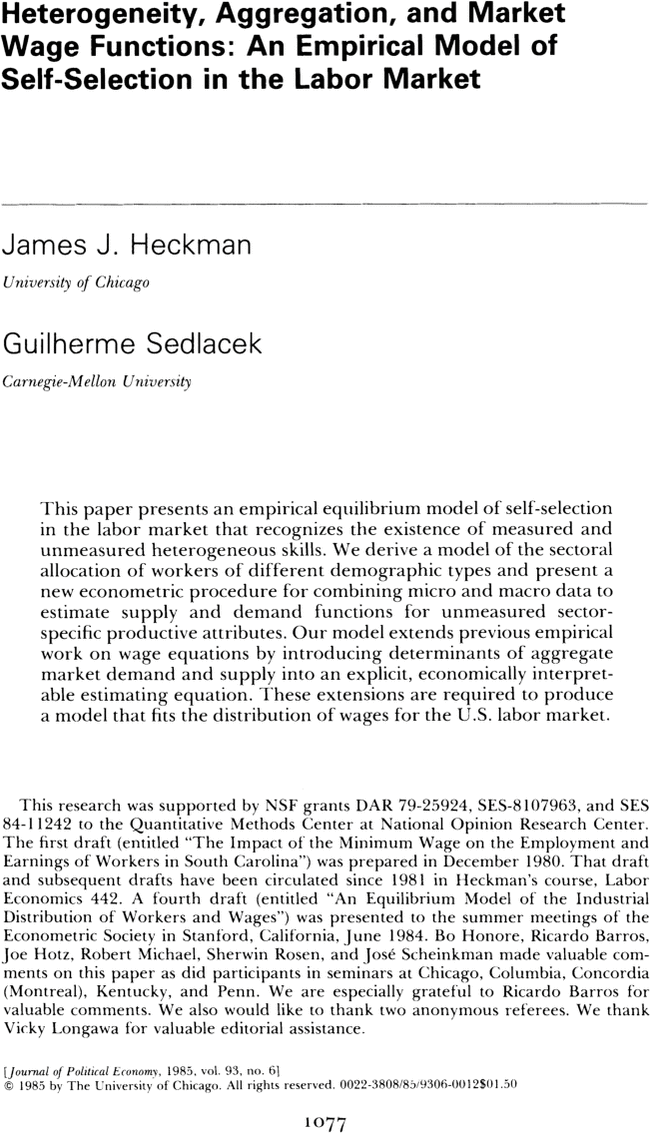 Heterogeneity, Aggregation, and Market
Wage Functions: An Empirical Model of
Self-Selection in the Labor Market
James J. Heckman
University of Chicago
Guilherme Sedlacek
Carnegie-Mellon University
This paper presents an empirical equilibrium model of self-selection
in the labor market that recognizes the existence of measured and
unmeasured heterogeneous skills. We derive a model of the sectoral
allocation of workers of different demographic types and present a
new econometric procedure for combining micro and macro data to
estimate supply and demand functions for unmeasured sector-
specific productive attributes. Our model extends previous empirical
work on wage equations by introducing determinants of aggregate
market demand and supply into an explicit, economically interpret-
able estimating equation. These extensions are required to produce
a model that fits the distribution of wages for the U.S. labor market.
This research was supported by NSF grants DAR 79-25924, SES-8107963, and SES
84-11242 to the Quantitative Methods Center at National Opinion Research Center.
The first draft (entitled “The Impact of the Minimum Wage on the Employment and
Earnings of Workers in South Carolina”) was prepared in December 1980. That draft
and subsequent drafts have been circulated since 1981 in Heckman's course, Labor
Economics 442. A fourth draft (entitled “An Equilibrium Model of the Industrial
Distribution of Workers and Wages”) was presented to the summer meetings of the
Econometric Society in Stanford, California, June 1984. Bo Honore, Ricardo Barros,
Joe Hotz, Robert Michael, Sherwin Rosen, and José Scheinkman made valuable com-
ments on this paper as did participants in seminars at Chicago, Columbia, Concordia
(Montreal), Kentucky, and Penn. We are especially grateful to Ricardo Barros for
valuable comments. We also would like to thank two anonymous referees. We thank
Vicky Longawa for valuable editorial assistance.
[Journal of Political Economy, 1985, vol. 93, no. 6]
© 1985 by The University of Chicago. All rights reserved. 0022-3808/85/9306-0012$01.50
1077